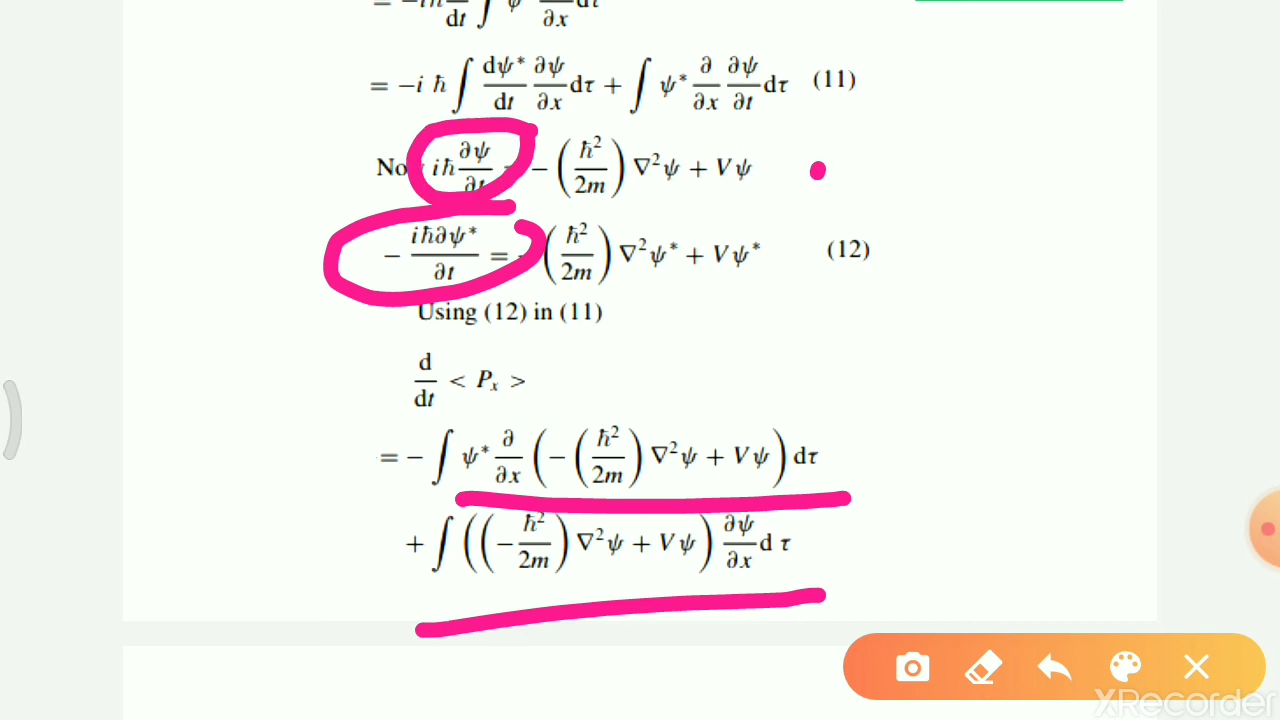 = −iħ d/dt ∫ ψ* ∂ψ/∂x dτ
= −i ħ ∫ dψ*/dt ∂ψ/∂x dτ + ∫ ψ* ∂/∂x ∂ψ/∂t dτ (11)
iħ ∂ψ/∂t = −(ħ²/2m) ∇²ψ + Vψ
− iħ∂ψ*/∂t = −(ħ²/2m) ∇²ψ* + Vψ* (12)
Using (12) in (11)
d/dt < Pₓ >
= − ∫ ψ* ∂/∂x (−(ħ²/2m) ∇²ψ + Vψ) dτ
+ ∫ ((−ħ²/2m) ∇²ψ + Vψ) ∂ψ/∂x d τ
XRecorder